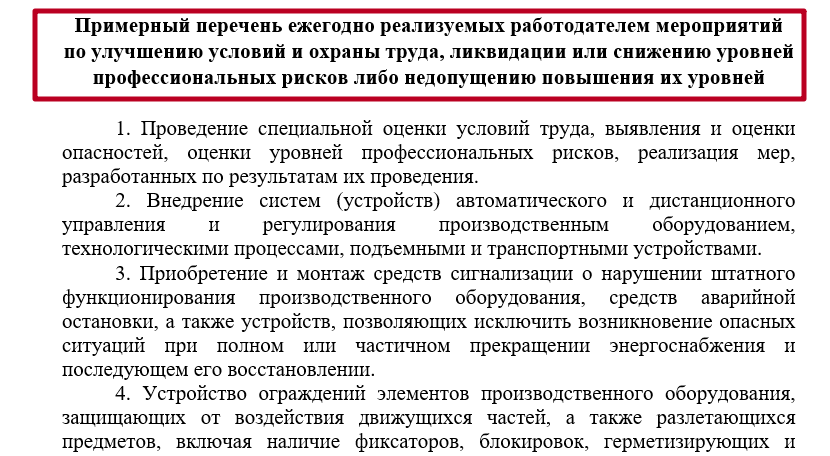 Примерный перечень ежегодно реализуемых работодателем мероприятий
по улучшению условий и охраны труда, ликвидации или снижению уровней
профессиональных рисков либо недопущению повышения их уровней
1. Проведение специальной оценки условий труда, выявления и оценки
опасностей, оценки уровней профессиональных рисков, реализация мер,
разработанных по результатам их проведения.
2. Внедрение систем (устройств) автоматического и дистанционного
управления и регулирования производственным оборудованием,
технологическими процессами, подъемными и транспортными устройствами.
3. Приобретение и монтаж средств сигнализации о нарушении штатного
функционирования производственного оборудования, средств аварийной
остановки, а также устройств, позволяющих исключить возникновение опасных
ситуаций при полном или частичном прекращении энергоснабжения и
последующем его восстановлении.
4. Устройство ограждений элементов производственного оборудования,
защищающих от воздействия движущихся частей, а также разлетающихся
предметов, включая наличие фиксаторов, блокировок, герметизирующих и